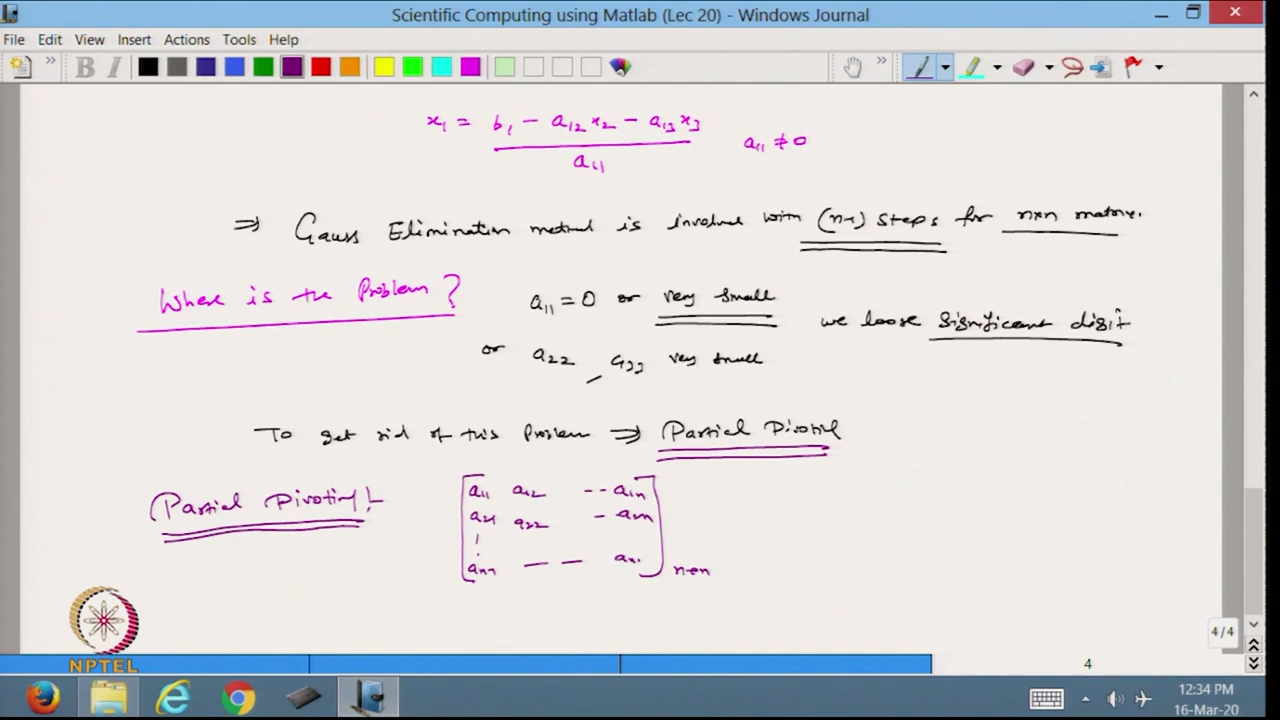 Scientific Computing using Matlab (Lec 20) - Windows Journal
File Edit View Insert Actions Tools Help
x₁ = b₁ - a₁₂x₂ - a₁₃x₃ / a₁₁ a₁₁ ≠ 0
⇒ Gauss Elimination method is involved with (n-1) steps for n×n matrix.
Where is the Problem? a₁₁ = 0 or very small we loose significant digit
or a₂₂, a₃₃ very small
To get rid of this Problem ⇒ Partial Pivoting
Partial Pivoting:-
a₁₁ a₁₂ -- a₁ₙ
a₂₁ a₂₂ - a₂ₙ
aₙ₁ — — aₙₙ n×n
NPTEL
4/4
4
12:34 PM
16-Mar-20